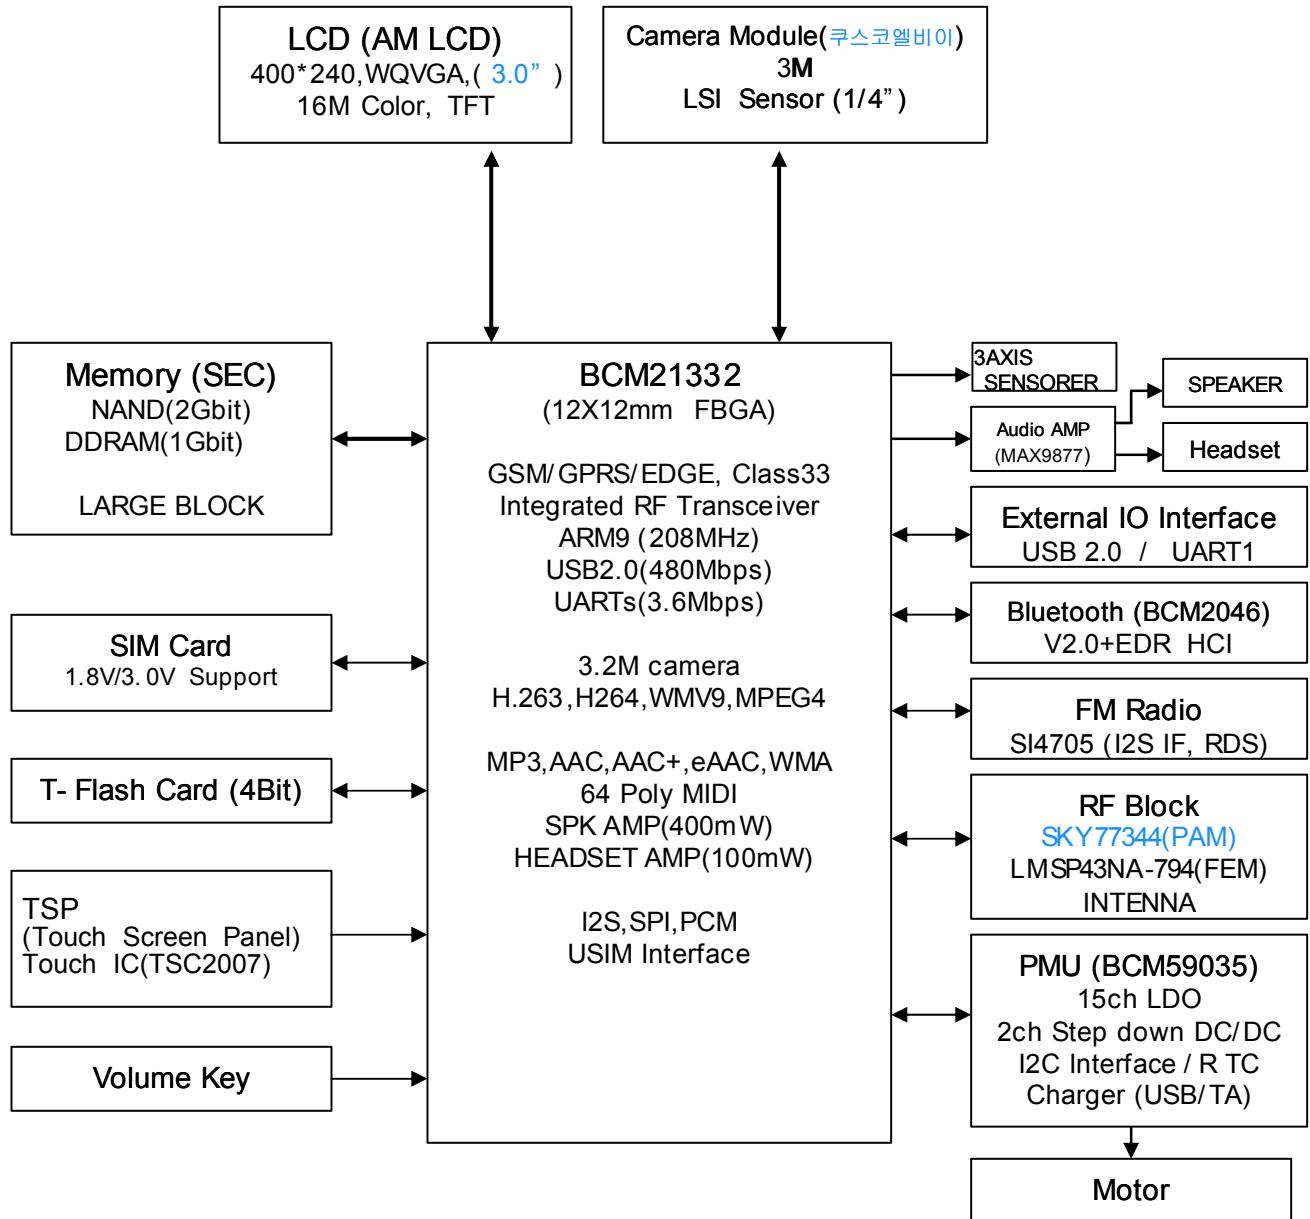 LCD (AM LCD)
400*240,WQVGA,( 3.0” )
16M Color, TFT
Camera Module(쿠스코엘비이)
3M
LSI Sensor (1/4”)
Memory (SEC)
NAND(2Gbit)
DDRAM(1Gbit)
LARGE BLOCK
SIM Card
1.8V/3.0V Support
T- Flash Card (4Bit)
TSP
(Touch Screen Panel)
Touch IC(TSC2007)
Volume Key
BCM21332
(12X12mm FBGA)
GSM/GPRS/EDGE, Class33
Integrated RF Transceiver
ARM9 (208MHz)
USB2.0(480Mbps)
UARTs(3.6Mbps)
3.2M camera
H.263,H264,WMV9,MPEG4
MP3,AAC,AAC+,eAAC,WMA
64 Poly MIDI
SPK AMP(400mW)
HEADSET AMP(100mW)
I2S,SPI,PCM
USIM Interface
3AXIS
SENSORER
Audio AMP
(MAX9877)
SPEAKER
Headset
External IO Interface
USB 2.0 / UART1
Bluetooth (BCM2046)
V2.0+EDR HCI
FM Radio
SI4705 (I2S IF, RDS)
RF Block
SKY77344(PAM)
LMSP43NA-794(FEM)
INTENNA
PMU (BCM59035)
15ch LDO
2ch Step down DC/DC
I2C Interface / R TC
Charger (USB/TA)
Motor